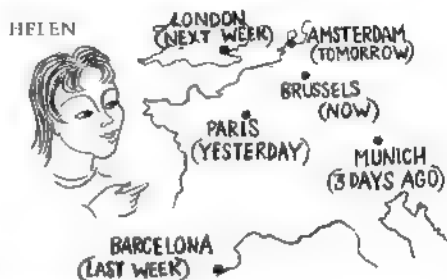 HELEN
LONDON
(NEXT WEEK)
AMSTERDAM
(TOMORROW)
BRUSSELS
(NOW)
PARIS
(YESTERDAY)
MUNICH
(3 DAYS AGO)
BARCELONA
(LAST WEEK)